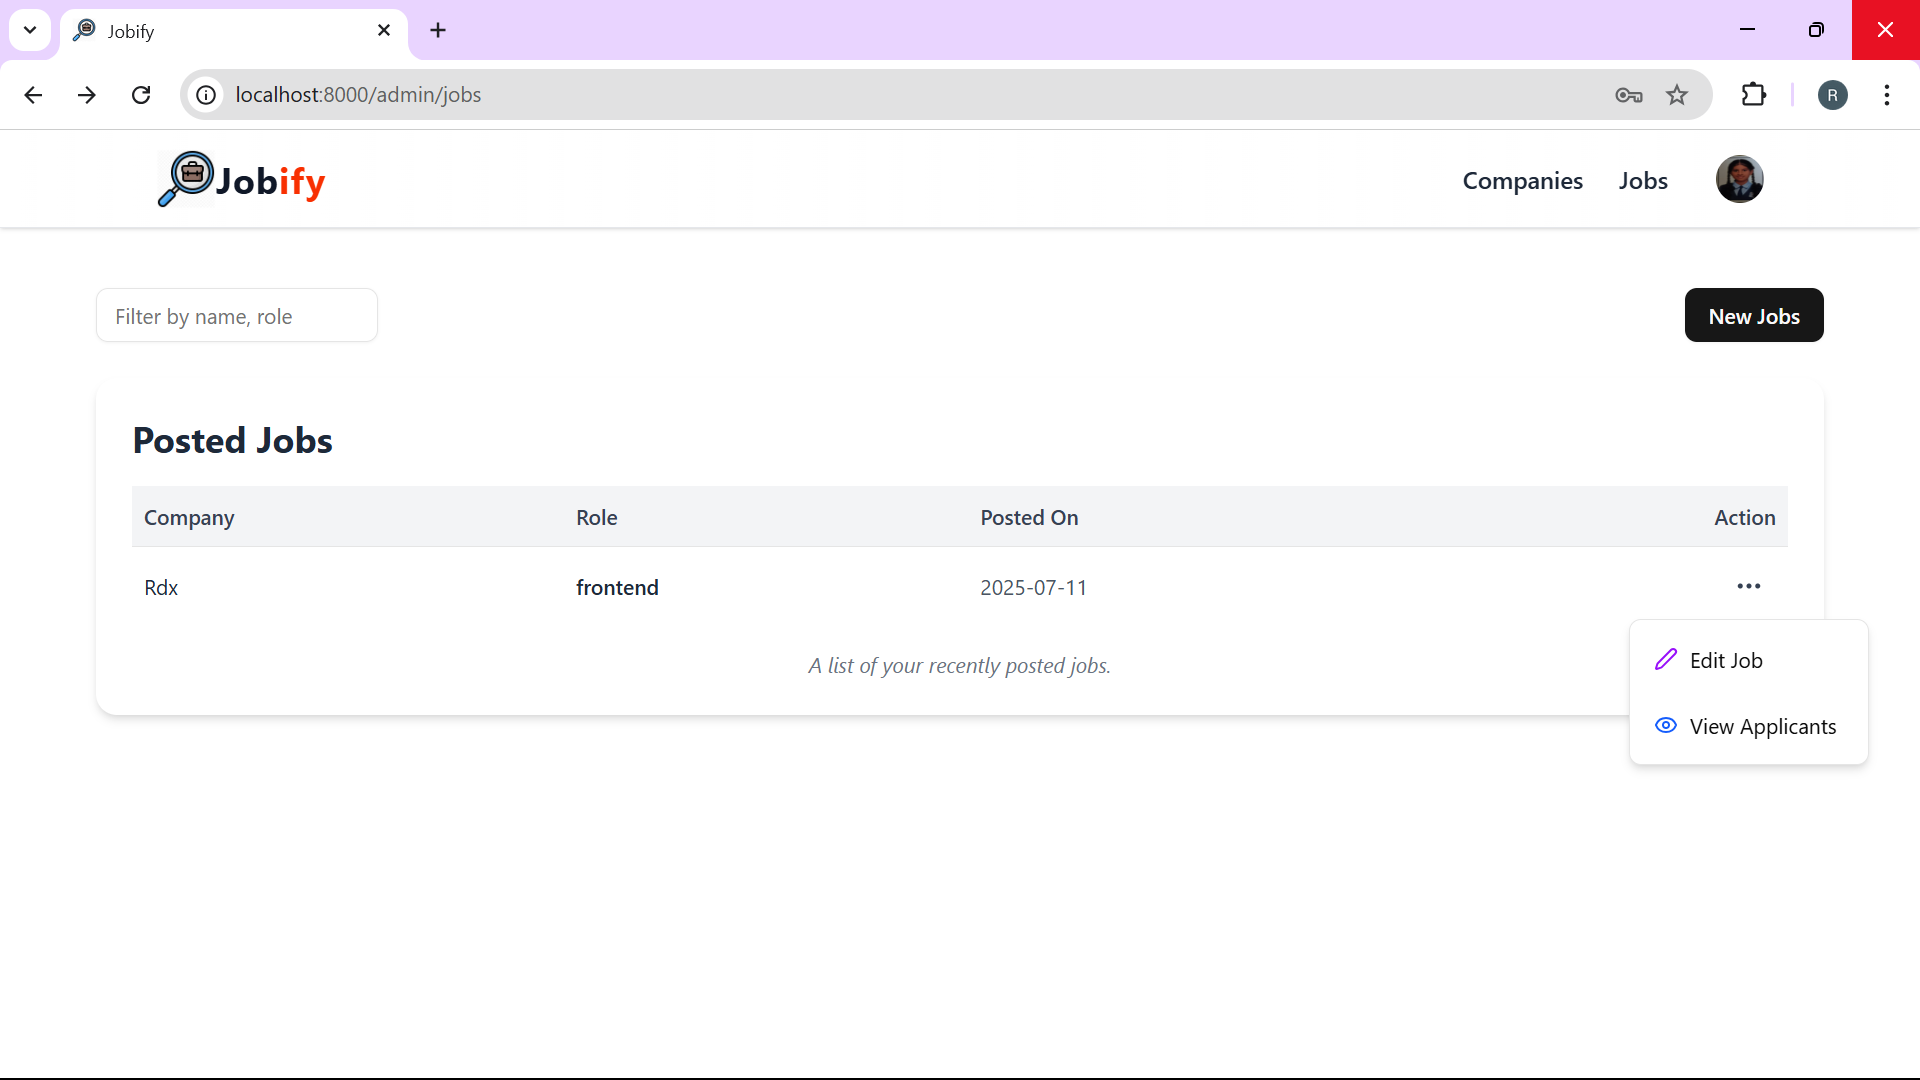 Jobify
localhost:8000/admin/jobs
R
Jobify
Companies
Jobs
Filter by name, role
New Jobs
Posted Jobs
Company Role Posted On Action
Rdx frontend 2025-07-11
A list of your recently posted jobs.
Edit Job
View Applicants